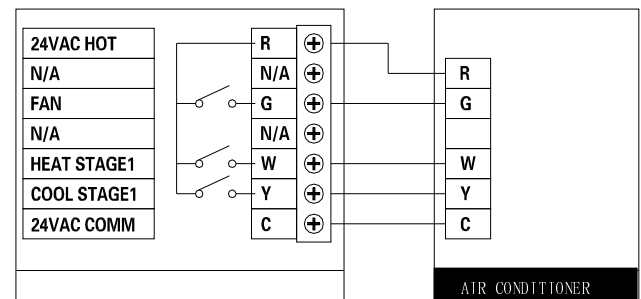 24VAC HOT R
N/A N/A R
FAN G G
N/A N/A
HEAT STAGE1 W W
COOL STAGE1 Y Y
24VAC COMM C C
AIR CONDITIONER